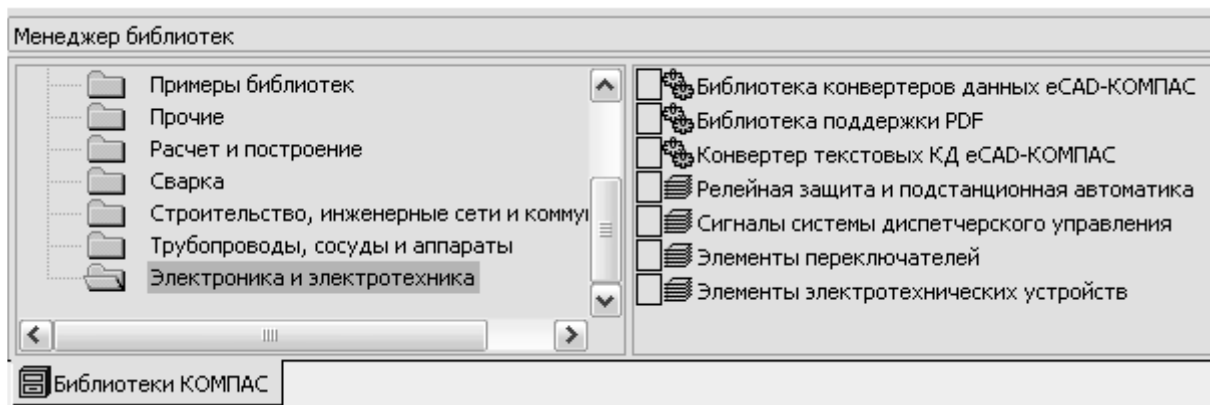 Менеджер библиотек
Примеры библиотек
Прочие
Расчет и построение
Сварка
Строительство, инженерные сети и комму
Трубопроводы, сосуды и аппараты
Электроника и электротехника
Библиотека конвертеров данных eCAD-КОМПАС
Библиотека поддержки PDF
Конвертер текстовых КД eCAD-КОМПАС
Релейная защита и подстанционная автоматика
Сигналы системы диспетчерского управления
Элементы переключателей
Элементы электротехнических устройств
Библиотеки КОМПАС